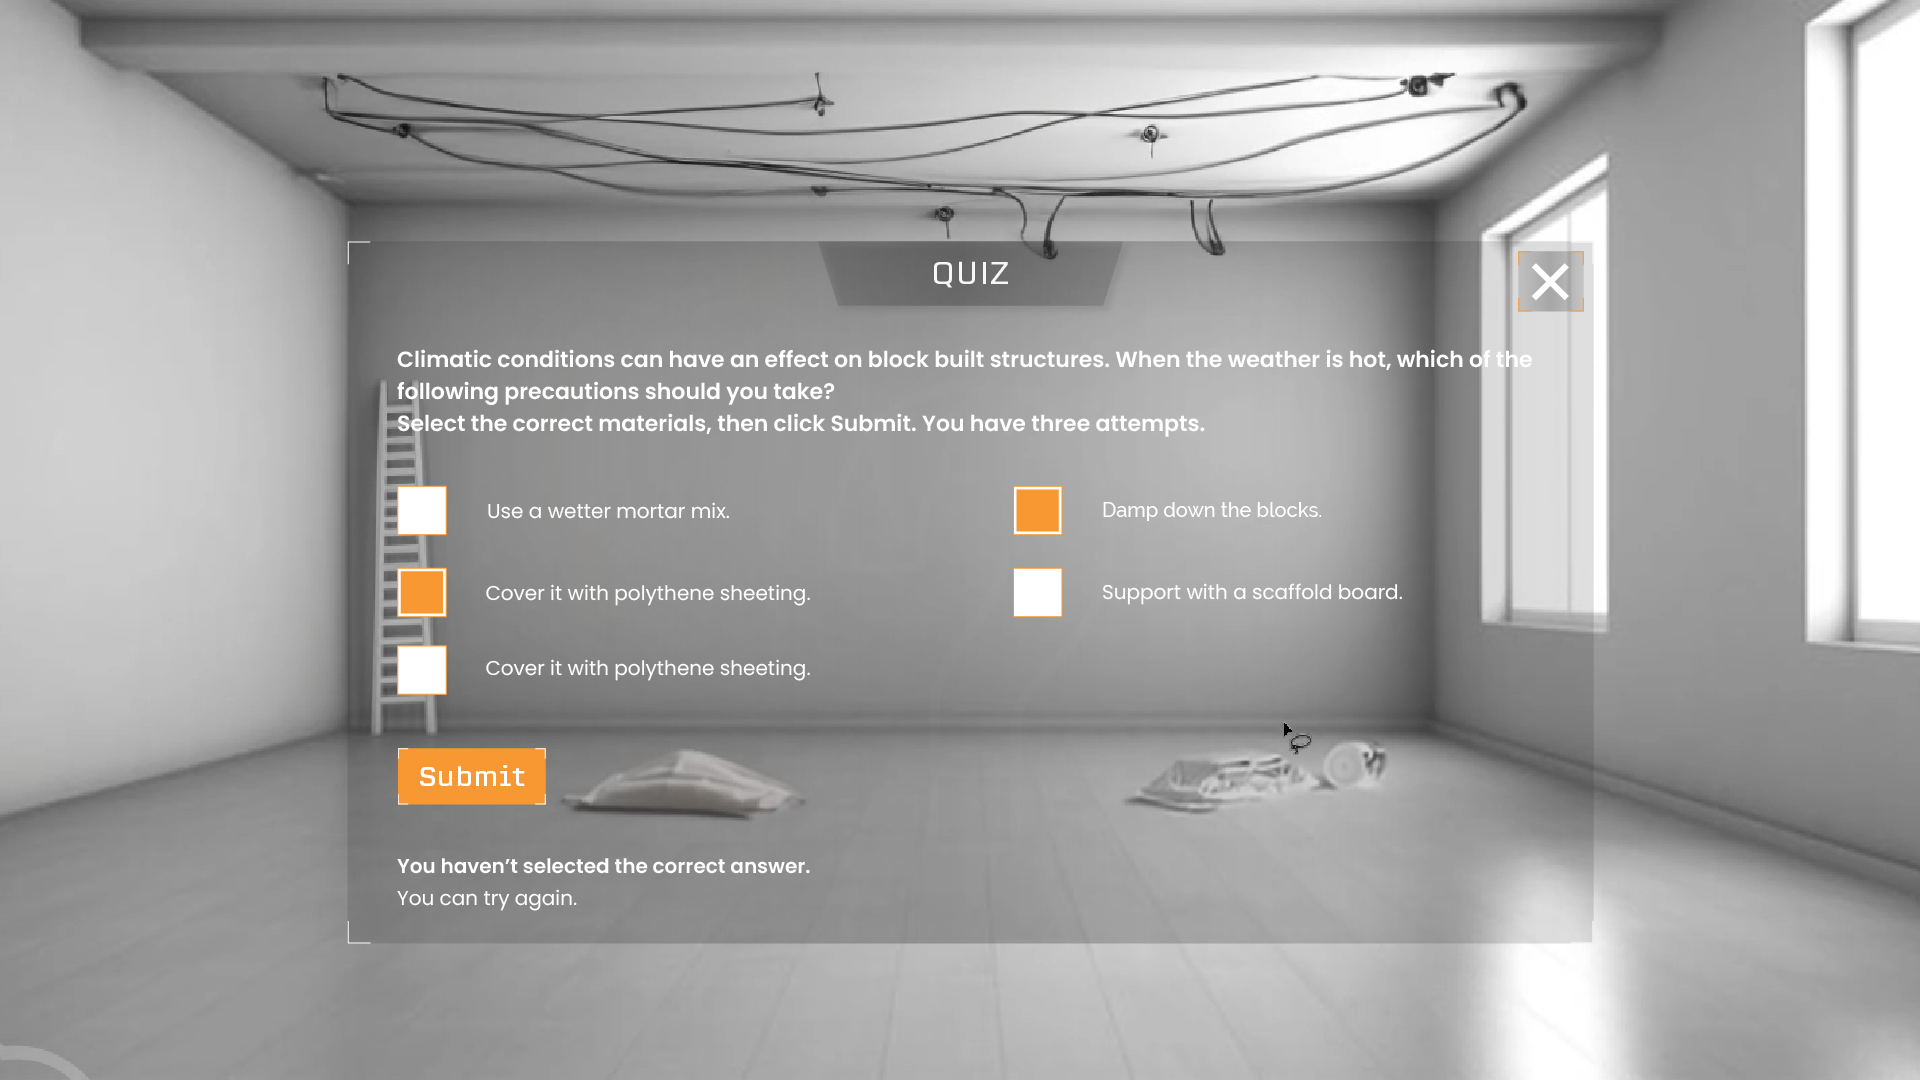 QUIZ
Climatic conditions can have an effect on block built structures. When the weather is hot, which of the
following precautions should you take?
Select the correct materials, then click Submit. You have three attempts.
Use a wetter mortar mix.
Damp down the blocks.
Cover it with polythene sheeting.
Support with a scaffold board.
Cover it with polythene sheeting.
Submit
You haven’t selected the correct answer.
You can try again.